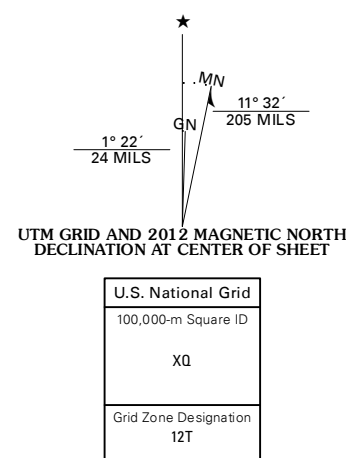 ★
MN
11° 32´
205 MILS
GN
1° 22´
24 MILS
UTM GRID AND 2012 MAGNETIC NORTH
DECLINATION AT CENTER OF SHEET
U.S. National Grid
100,000-m Square ID
XQ
Grid Zone Designation
12T